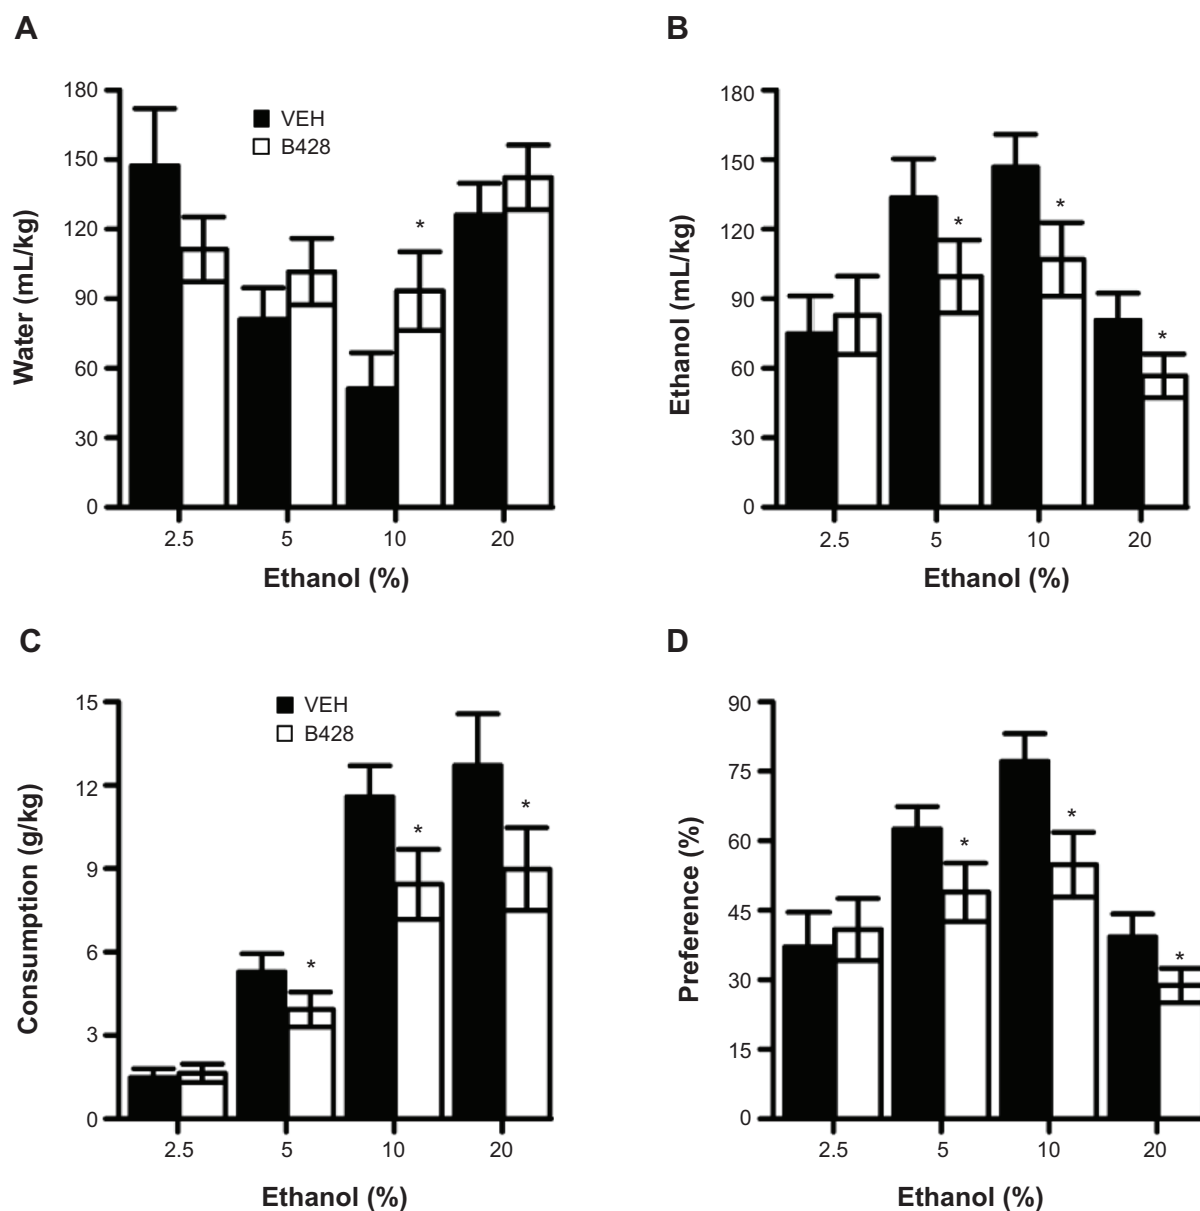 A
Water (mL/kg)
180
150
120
90
60
30
0
VEH
B428
*
2.5 5 10 20
Ethanol (%)
B
Ethanol (mL/kg)
180
150
120
90
60
30
0
*
*
*
2.5 5 10 20
Ethanol (%)
C
Consumption (g/kg)
15
12
9
6
3
0
VEH
B428
*
*
*
2.5 5 10 20
Ethanol (%)
D
Preference (%)
90
75
60
45
30
15
0
*
*
*
2.5 5 10 20
Ethanol (%)